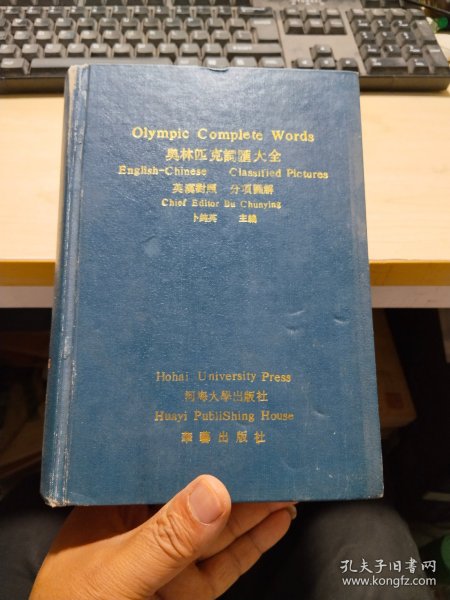 Olympic Complete Words
奥林匹克詞匯大全
English-Chinese Classified Pictures
英漢對照 分項圖解
Chief Editor Bu Chunying
卜純英 主編
Hohai University Press
河海大學出版社
Huayi PubliShing House
華藝出版社
孔夫子旧书网
www.kongfz.com